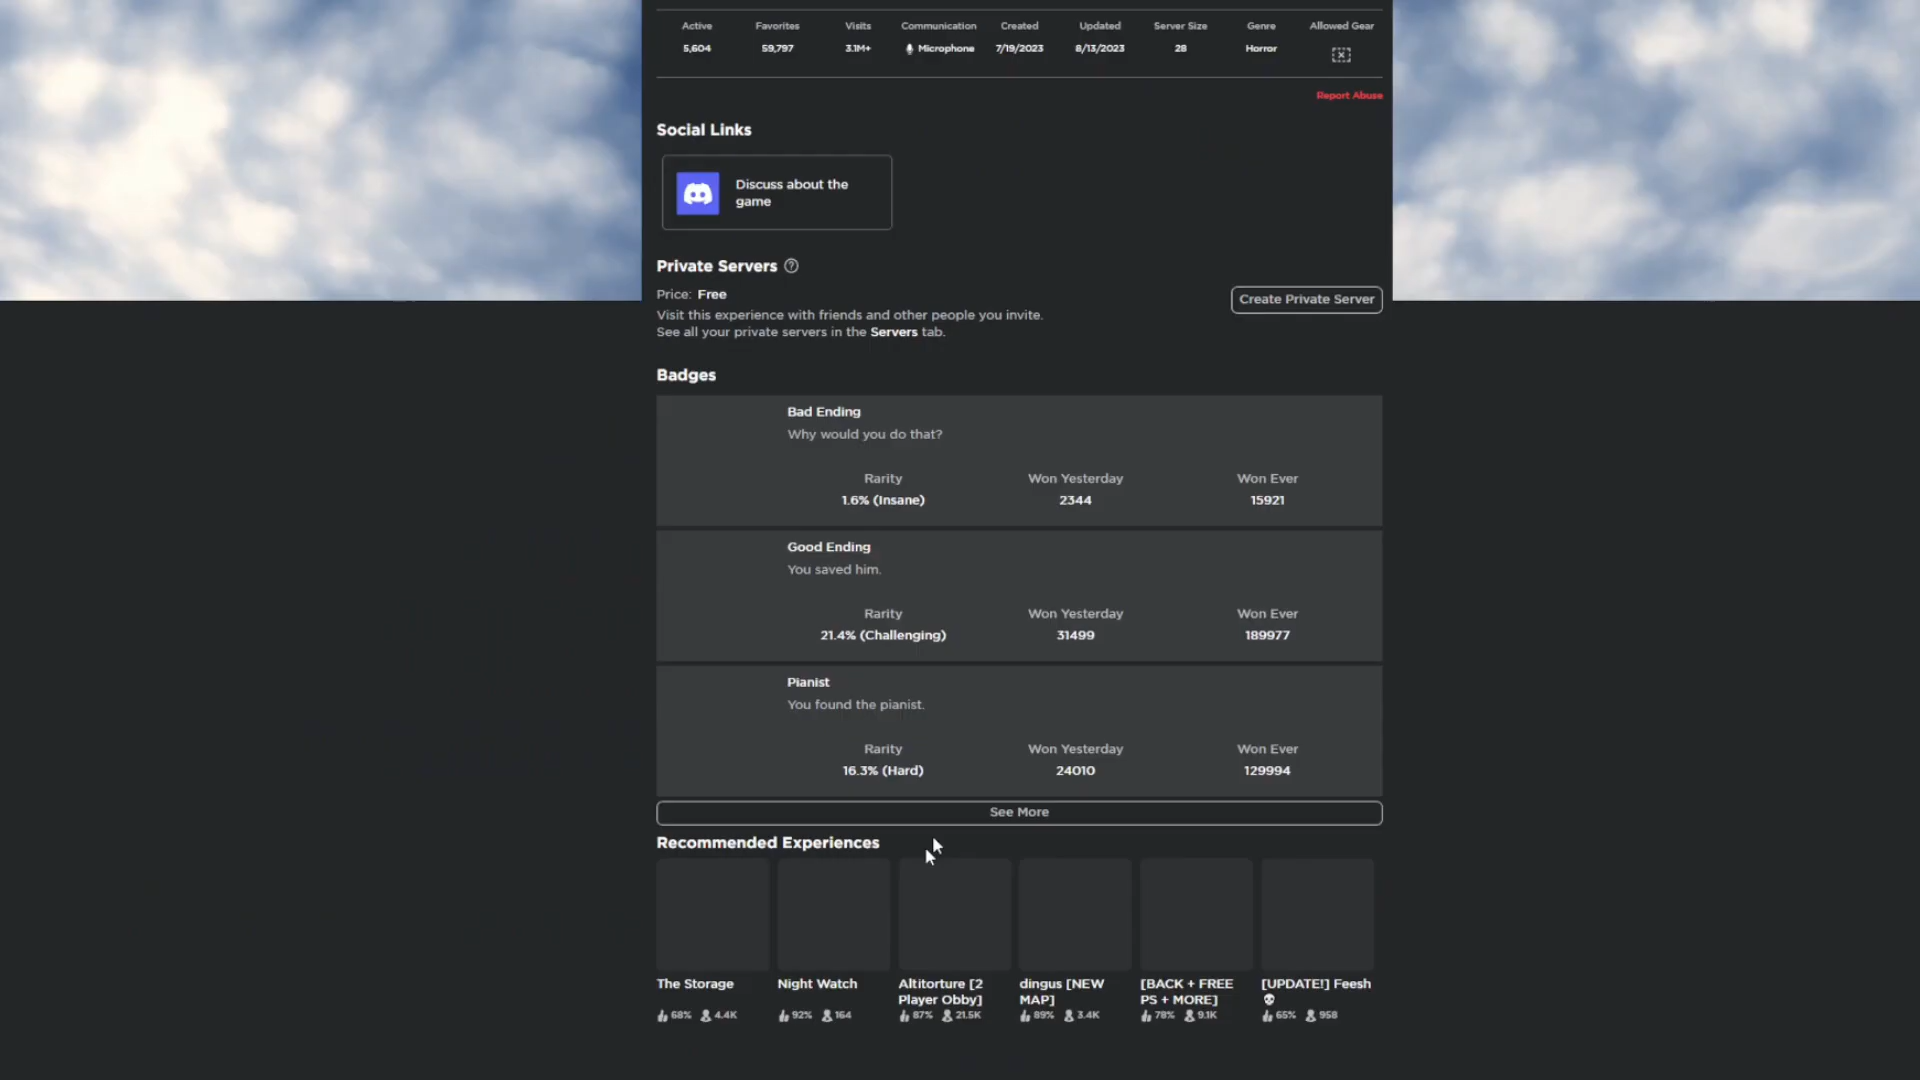 Active Favorites Visits Communication Created Updated Server Size Genre Allowed Gear
5,604 59,797 3.1M+ Microphone 7/19/2023 8/13/2023 28 Horror
Report Abuse
Social Links
Discuss about the
game
Private Servers ?
Price: Free
Create Private Server
Visit this experience with friends and other people you invite.
See all your private servers in the Servers tab.
Badges
Bad Ending
Why would you do that?
Rarity Won Yesterday Won Ever
1.6% (Insane) 2344 15921
Good Ending
You saved him.
Rarity Won Yesterday Won Ever
21.4% (Challenging) 31499 189977
Pianist
You found the pianist.
Rarity Won Yesterday Won Ever
16.3% (Hard) 24010 129994
See More
Recommended Experiences
The Storage
68% 4.4K
Night Watch
92% 164
Altitorture [2
Player Obby]
87% 21.5K
dingus [NEW
MAP]
89% 3.4K
[BACK + FREE
PS + MORE]
78% 9.1K
[UPDATE!] Feesh
💀
65% 958